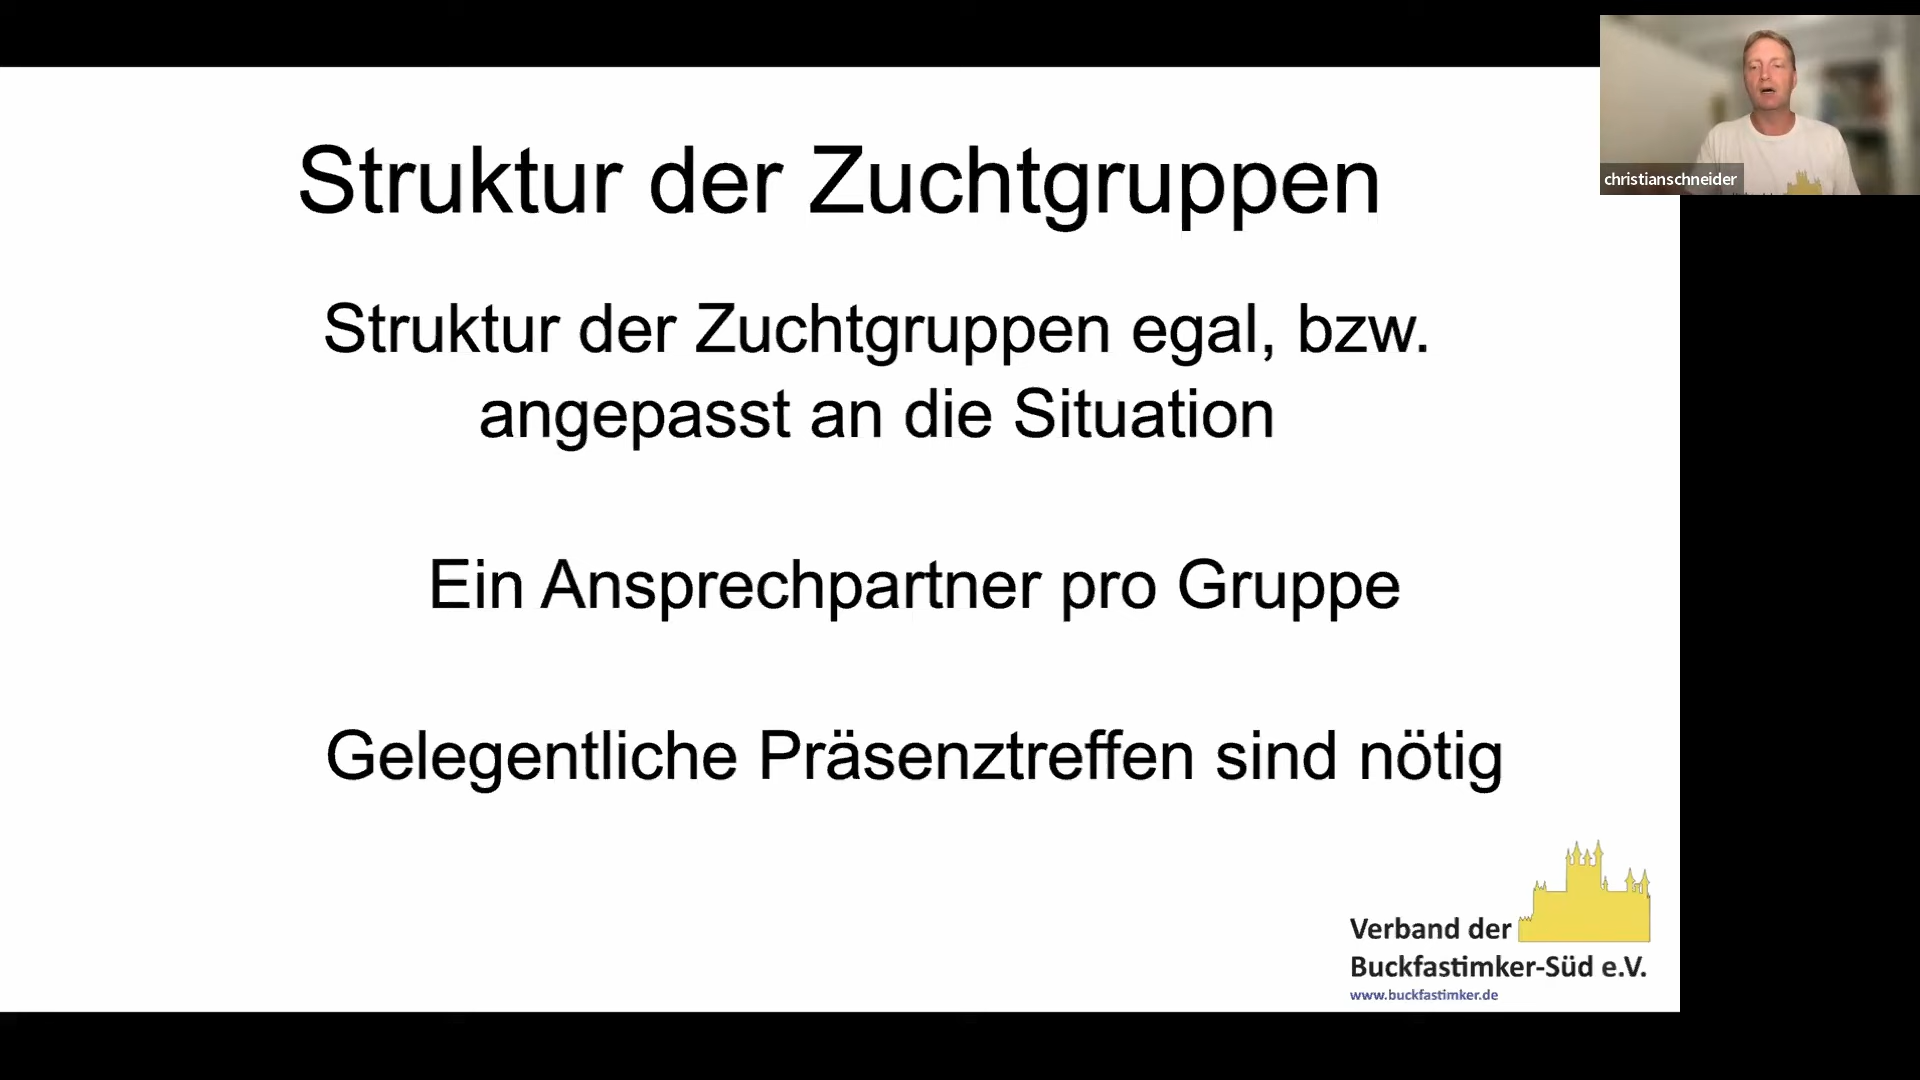 Struktur der Zuchtgruppen
christianschneider
Struktur der Zuchtgruppen egal, bzw.
angepasst an die Situation
Ein Ansprechpartner pro Gruppe
Gelegentliche Präsenztreffen sind nötig
Verband der
Buckfastimker-Süd e.V.
www.buckfastimker.de